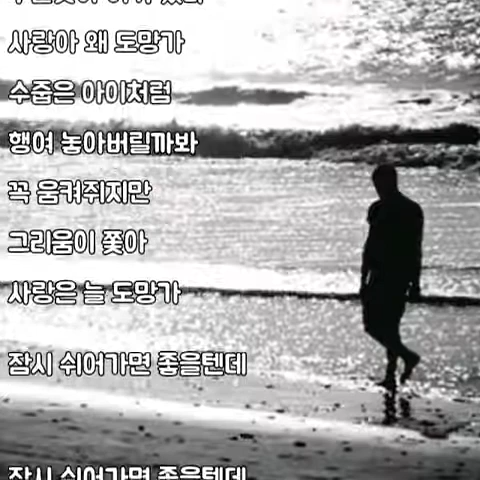 사랑아 왜 도망가
수줍은 아이처럼
행여 놓아버릴까봐
꼭 움켜쥐지만
그리움이 쫓아
사랑은 늘 도망가
잠시 쉬어가면 좋을텐데
잠시 쉬어가면 좋을텐데